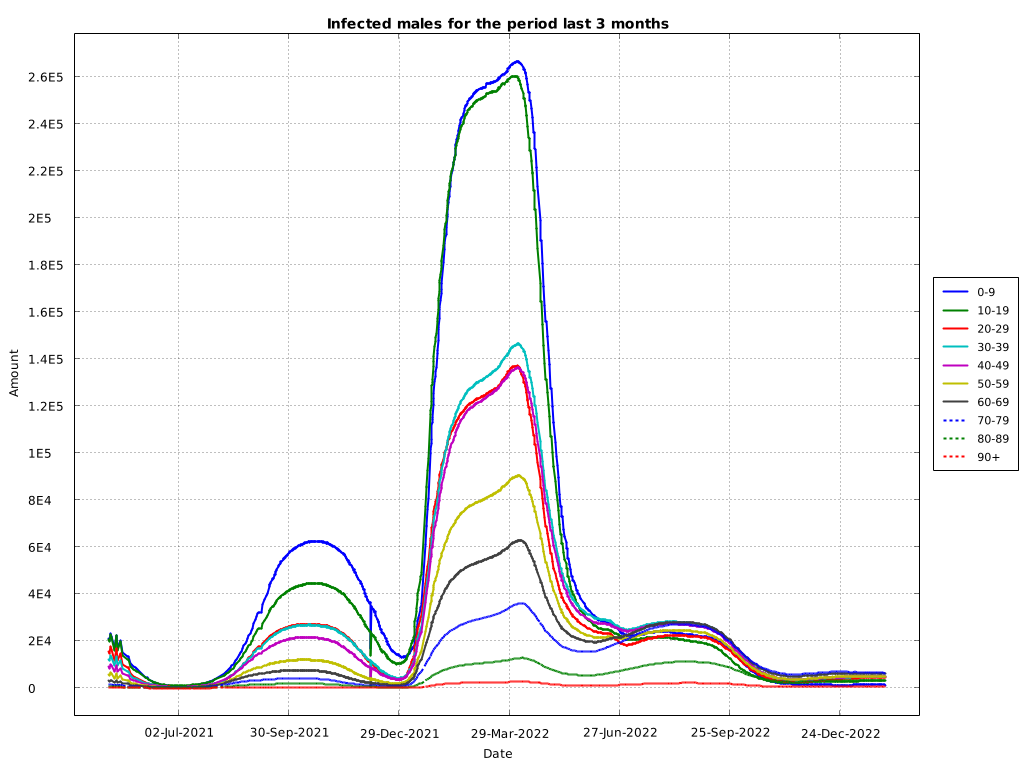 Infected males for the period last 3 months
Amount
2.6E5
2.4E5
2.2E5
2E5
1.8E5
1.6E5
1.4E5
1.2E5
1E5
8E4
6E4
4E4
2E4
0
02-Jul-2021
30-Sep-2021
29-Dec-2021
29-Mar-2022
27-Jun-2022
25-Sep-2022
24-Dec-2022
Date
0-9
10-19
20-29
30-39
40-49
50-59
60-69
70-79
80-89
90+